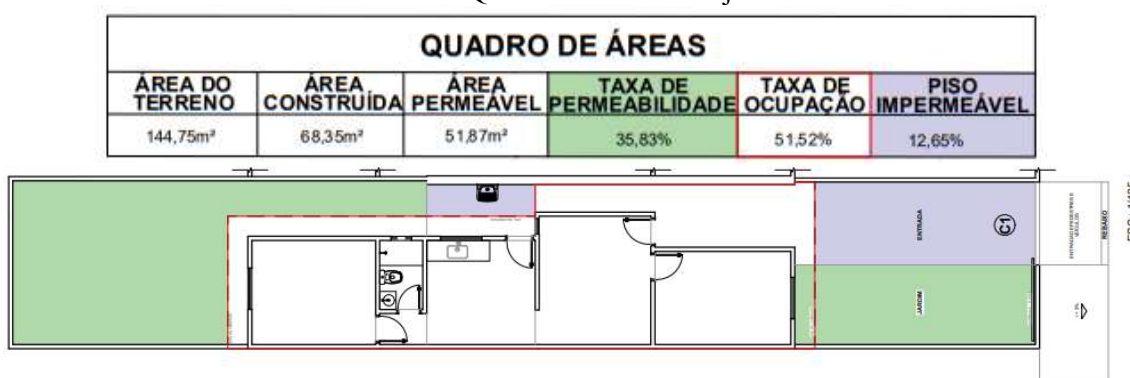 QUADRO DE ÁREAS
ÁREA DO TERRENO
ÁREA CONSTRUÍDA
ÁREA PERMEÁVEL
TAXA DE PERMEABILIDADE
TAXA DE OCUPAÇÃO
PISO IMPERMEÁVEL
144,75m² 68,35m² 51,87m² 35,83% 51,52% 12,65%
ENTRADA
C1
JARDIM
REBAIXO